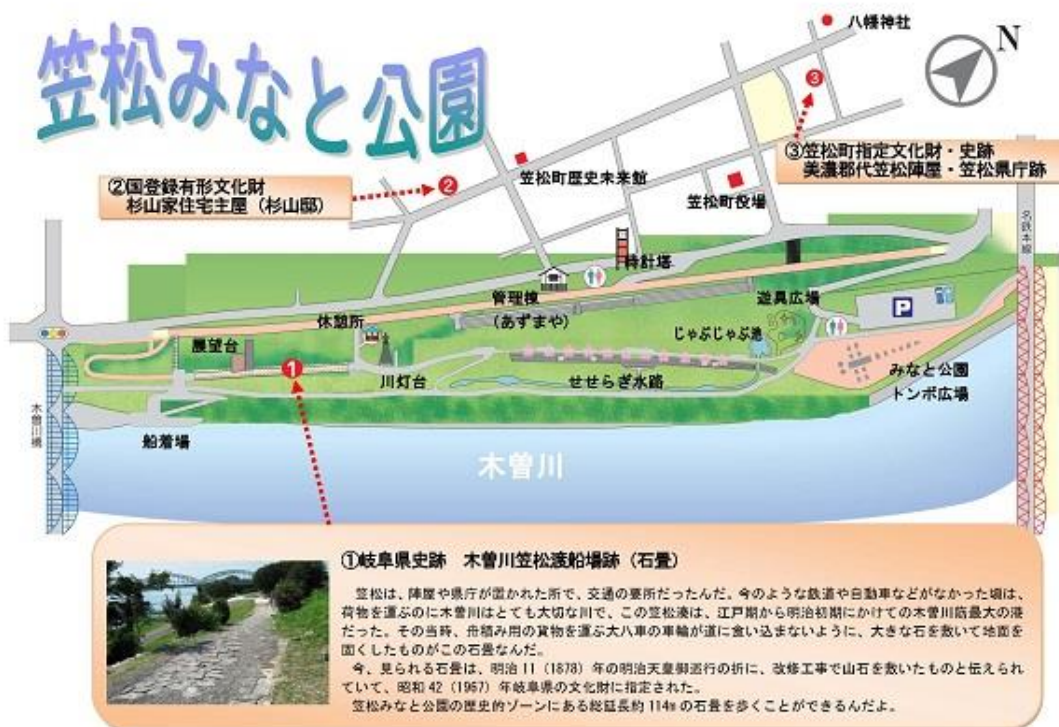 笠松みなと公園
八幡神社
N
③
③笠松町指定文化財・史跡
美濃郡代笠松陣屋・笠松県庁跡
②国登録有形文化財
杉山家住宅主屋（杉山邸）
②
笠松町歴史未来館
笠松町役場
名鉄本線
時計塔
管理棟
(あずまや)
遊具広場
P
休憩所
展望台
じゃぶじゃぶ池
①
川灯台
せせらぎ水路
みなと公園
トンボ広場
木曽川橋
船着場
木曽川
①岐阜県史跡　木曽川笠松渡船場跡（石畳）
笠松は、陣屋や県庁が置かれた所で、交通の要所だったんだ。今のような鉄道や自動車などがなかった頃は、
荷物を運ぶのに木曽川はとても大切な川で、この笠松湊は、江戸期から明治初期にかけての木曽川筋最大の港
だった。その当時、舟積み用の貨物を運ぶ大八車の車輪が道に食い込まないように、大きな石を敷いて地面を
固くしたものがこの石畳なんだ。
今、見られる石畳は、明治11（1878）年の明治天皇御巡行の折に、改修工事で山石を敷いたものと伝えられ
ていて、昭和42（1967）年岐阜県の文化財に指定された。
笠松みなと公園の歴史的ゾーンにある総延長約114mの石畳を歩くことができるんだよ。